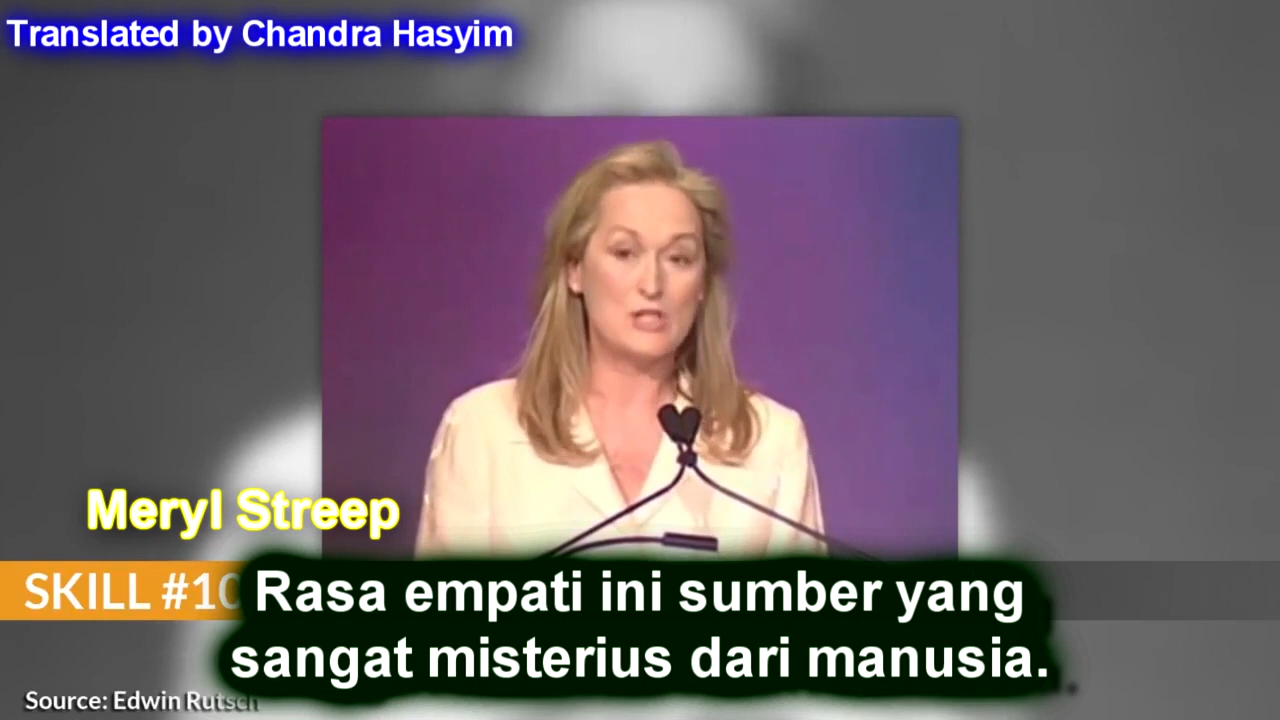 Translated by Chandra Hasyim
Meryl Streep
SKILL #10
Rasa empati ini sumber yang
sangat misterius dari manusia.
Source: Edwin Rutsch